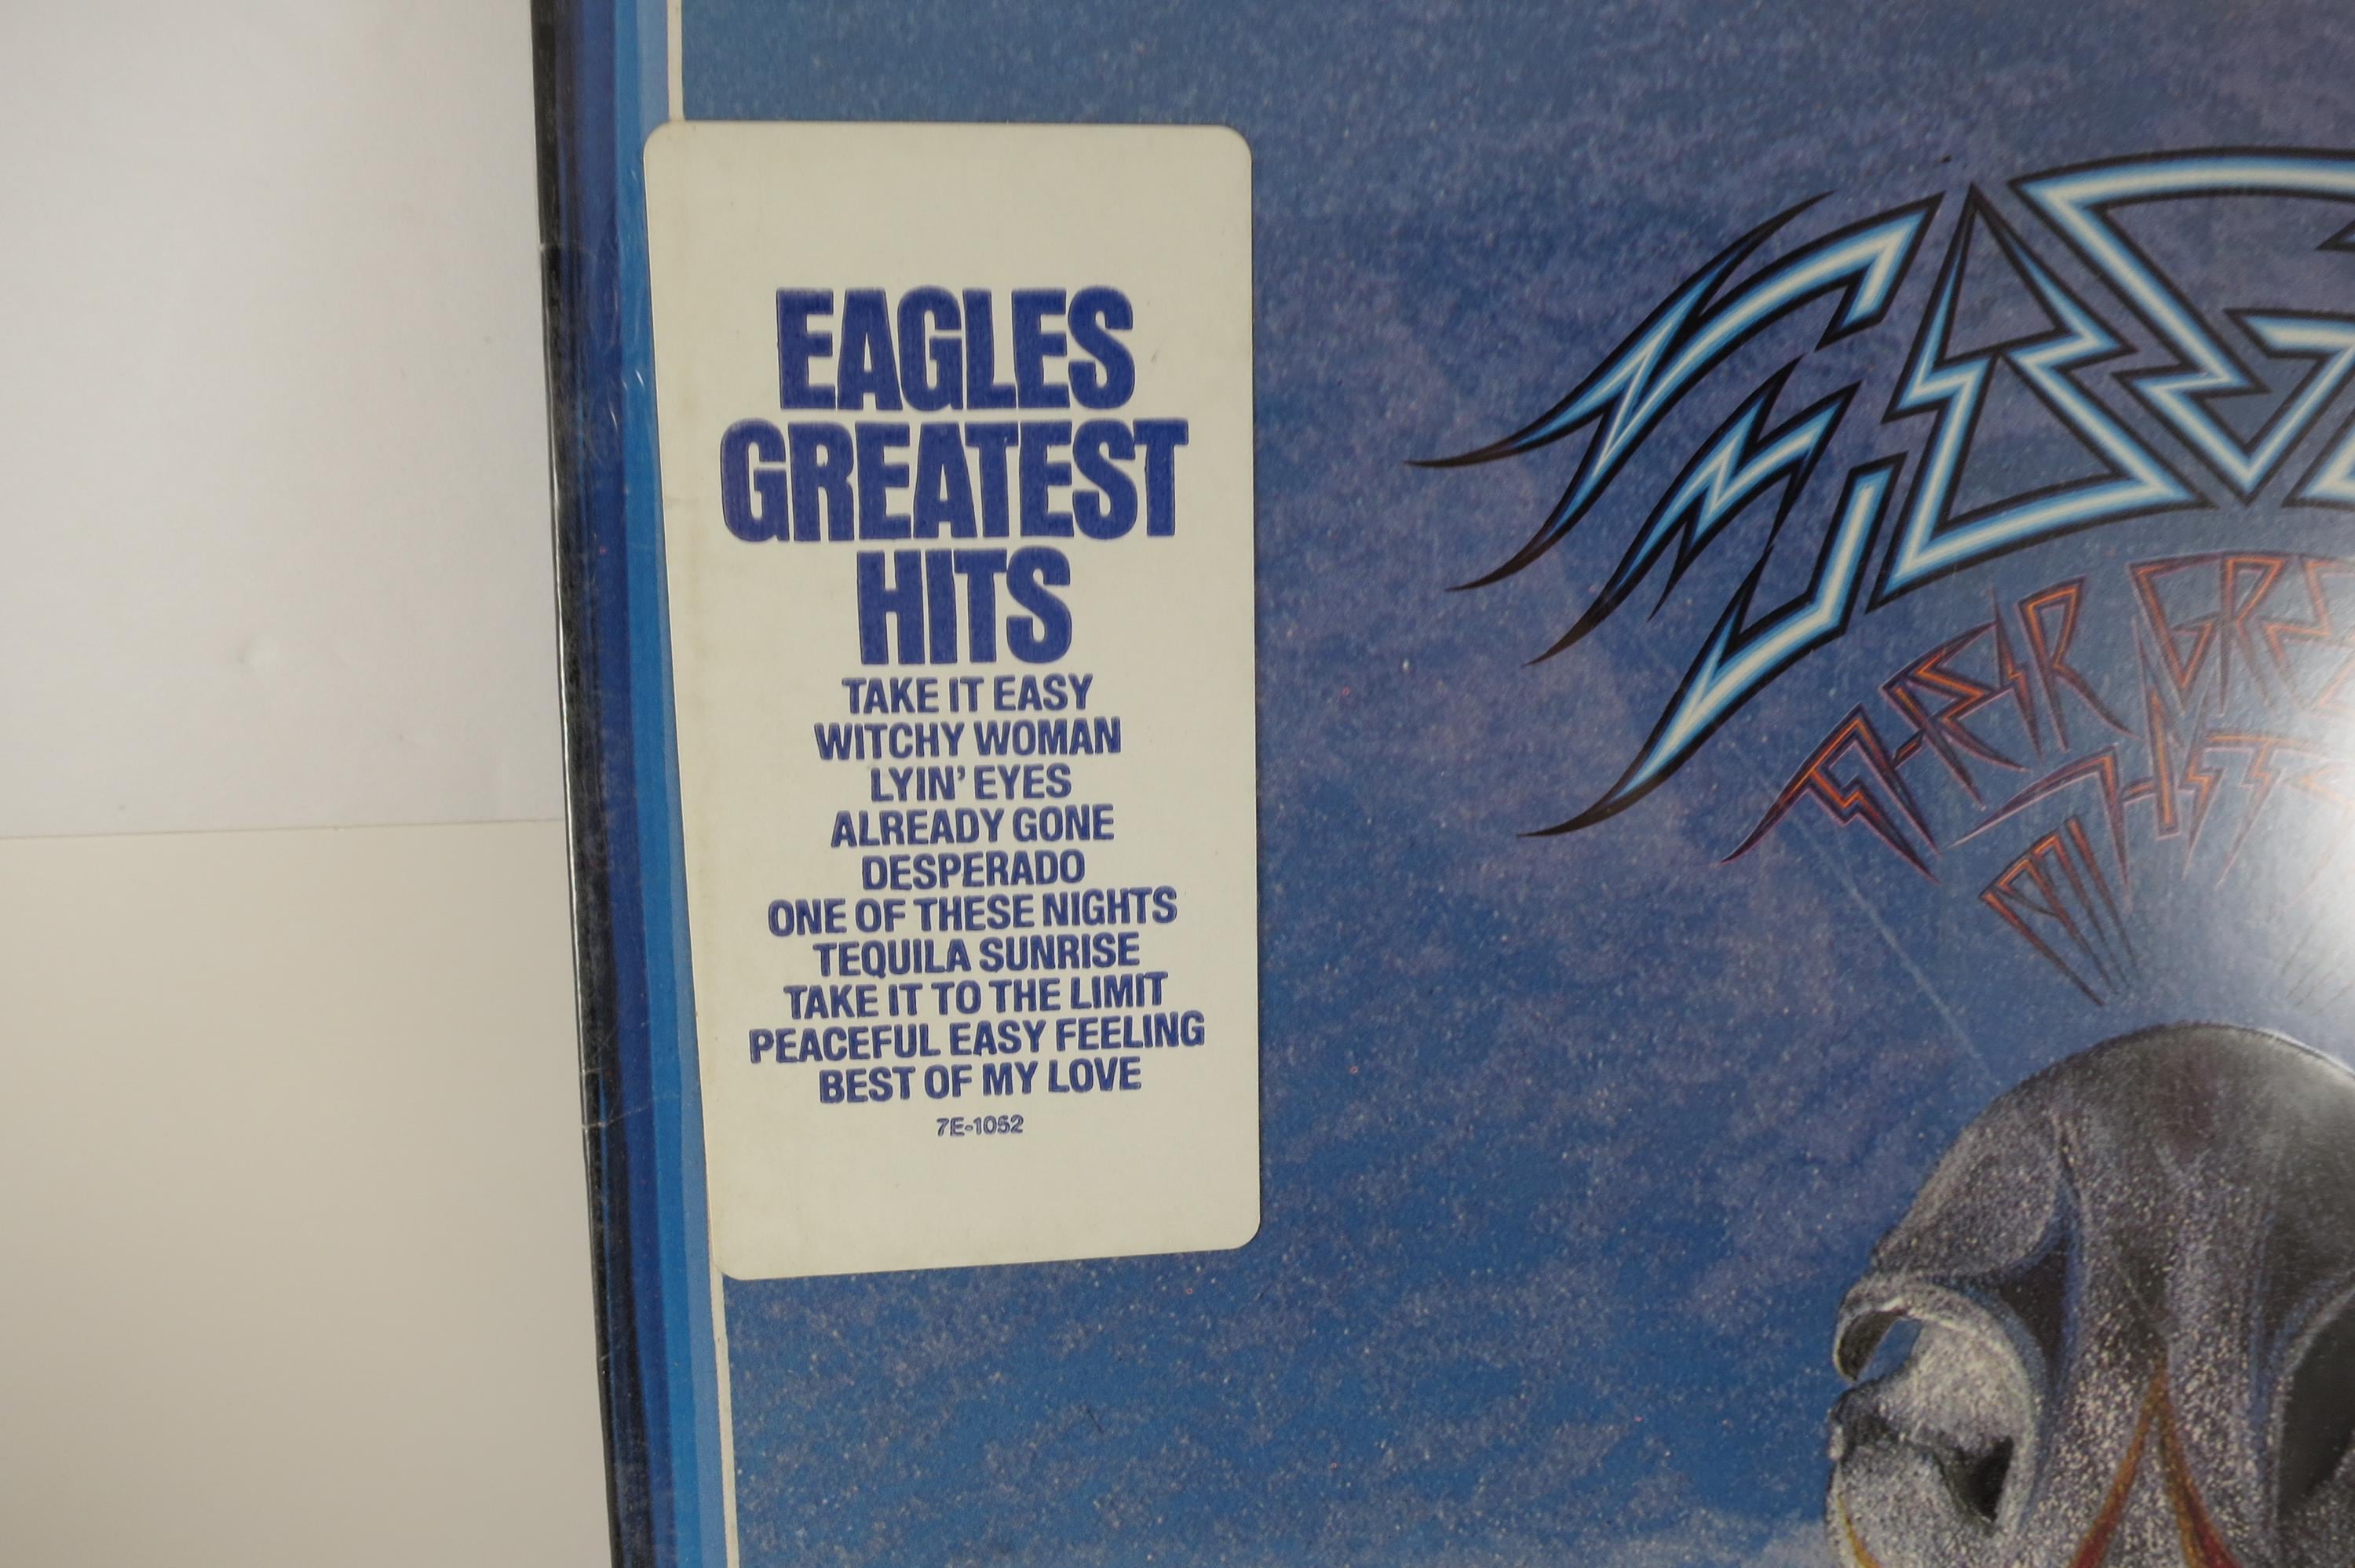 EAGLES
GREATEST
HITS
TAKE IT EASY
WITCHY WOMAN
LYIN' EYES
ALREADY GONE
DESPERADO
ONE OF THESE NIGHTS
TEQUILA SUNRISE
TAKE IT TO THE LIMIT
PEACEFUL EASY FEELING
BEST OF MY LOVE
7E-1052
THEIR